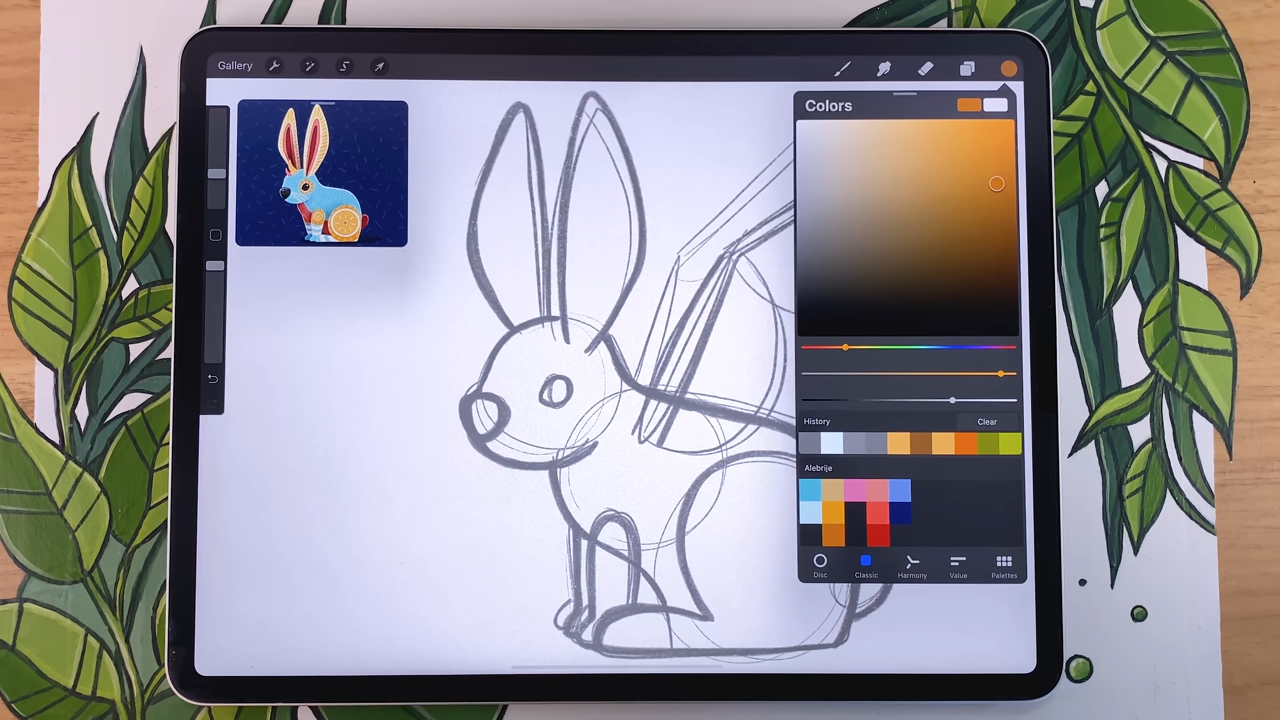 Gallery
Colors
History Clear
Alebrije
Disc Classic Harmony Value Palettes